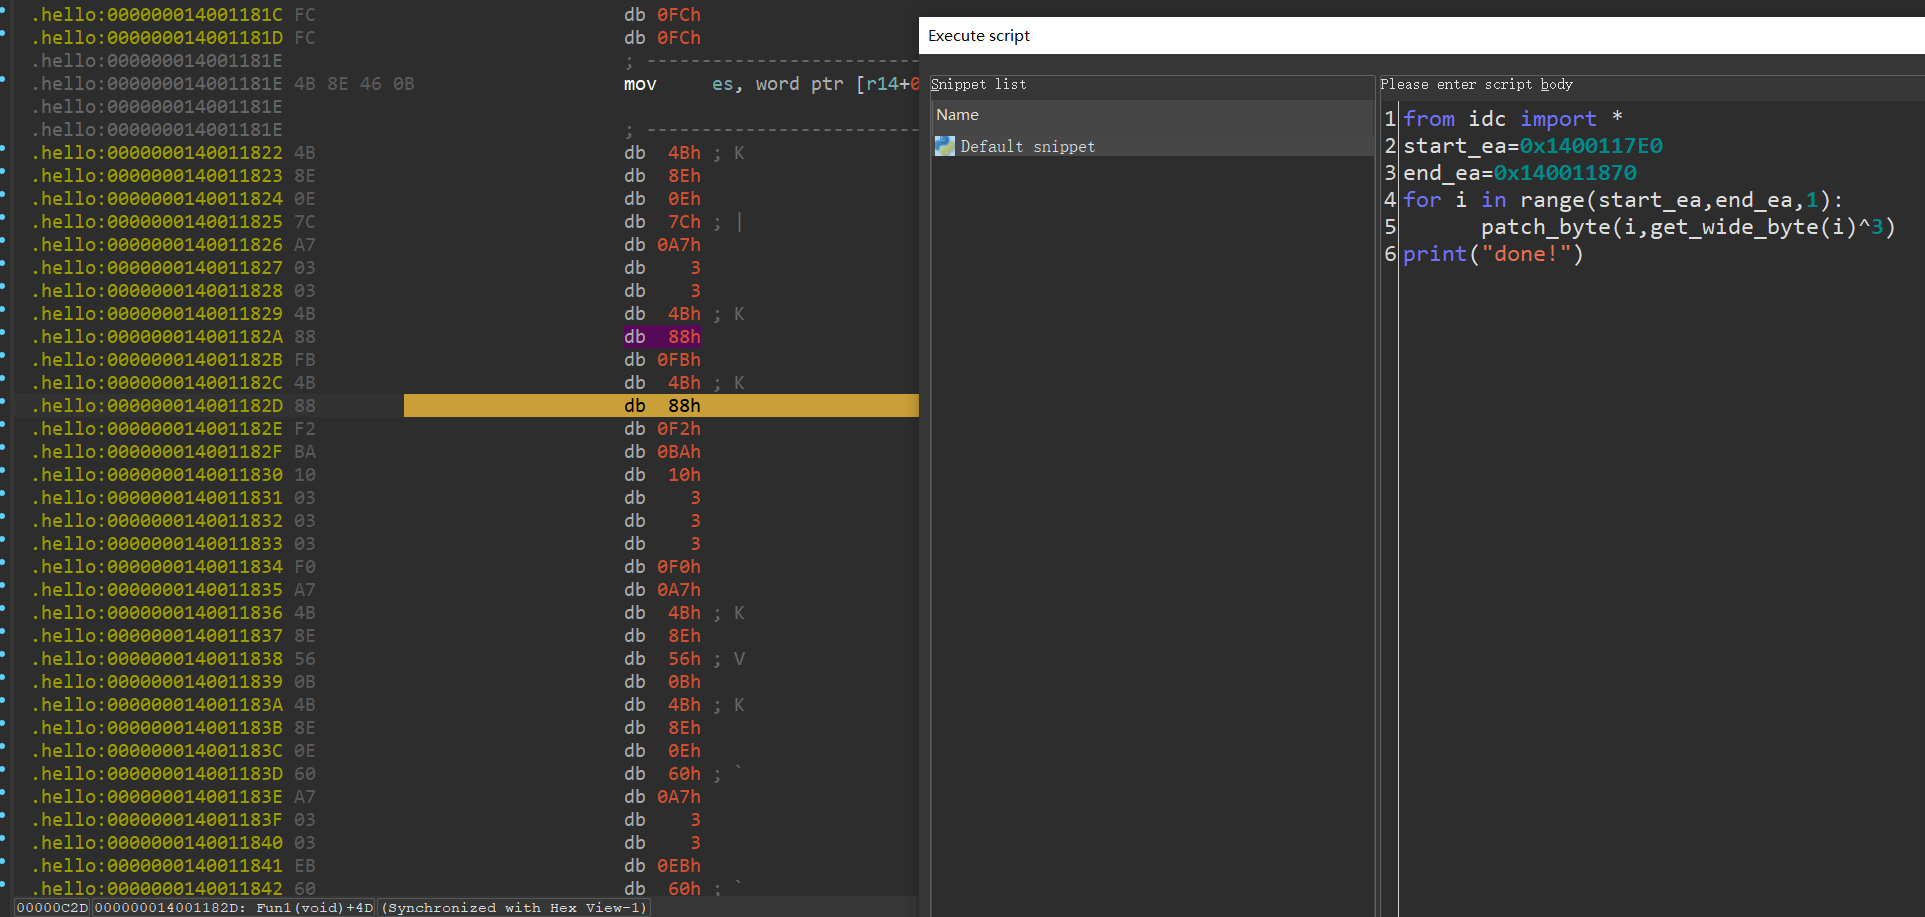 .hello:000000014001181C FC db 0FCh
.hello:000000014001181D FC db 0FCh
.hello:000000014001181E ; ---------------------------
.hello:000000014001181E 4B 8E 46 0B mov es, word ptr [r14+0
.hello:000000014001181E
.hello:000000014001181E ; ---------------------------
.hello:0000000140011822 4B db 4Bh ; K
.hello:0000000140011823 8E db 8Eh
.hello:0000000140011824 0E db 0Eh
.hello:0000000140011825 7C db 7Ch ; |
.hello:0000000140011826 A7 db 0A7h
.hello:0000000140011827 03 db 3
.hello:0000000140011828 03 db 3
.hello:0000000140011829 4B db 4Bh ; K
.hello:000000014001182A 88 db 88h
.hello:000000014001182B FB db 0FBh
.hello:000000014001182C 4B db 4Bh ; K
.hello:000000014001182D 88 db 88h
.hello:000000014001182E F2 db 0F2h
.hello:000000014001182F BA db 0BAh
.hello:0000000140011830 10 db 10h
.hello:0000000140011831 03 db 3
.hello:0000000140011832 03 db 3
.hello:0000000140011833 03 db 3
.hello:0000000140011834 F0 db 0F0h
.hello:0000000140011835 A7 db 0A7h
.hello:0000000140011836 4B db 4Bh ; K
.hello:0000000140011837 8E db 8Eh
.hello:0000000140011838 56 db 56h ; V
.hello:0000000140011839 0B db 0Bh
.hello:000000014001183A 4B db 4Bh ; K
.hello:000000014001183B 8E db 8Eh
.hello:000000014001183C 0E db 0Eh
.hello:000000014001183D 60 db 60h ; `
.hello:000000014001183E A7 db 0A7h
.hello:000000014001183F 03 db 3
.hello:0000000140011840 03 db 3
.hello:0000000140011841 EB db 0EBh
.hello:0000000140011842 60 db 60h ; `
00000C2D 000000014001182D: Fun1(void)+4D (Synchronized with Hex View-1)
Execute script
Snippet list
Name
Default snippet
Please enter script body
1 from idc import *
2 start_ea=0x1400117E0
3 end_ea=0x140011870
4 for i in range(start_ea,end_ea,1):
5 patch_byte(i,get_wide_byte(i)^3)
6 print("done!")